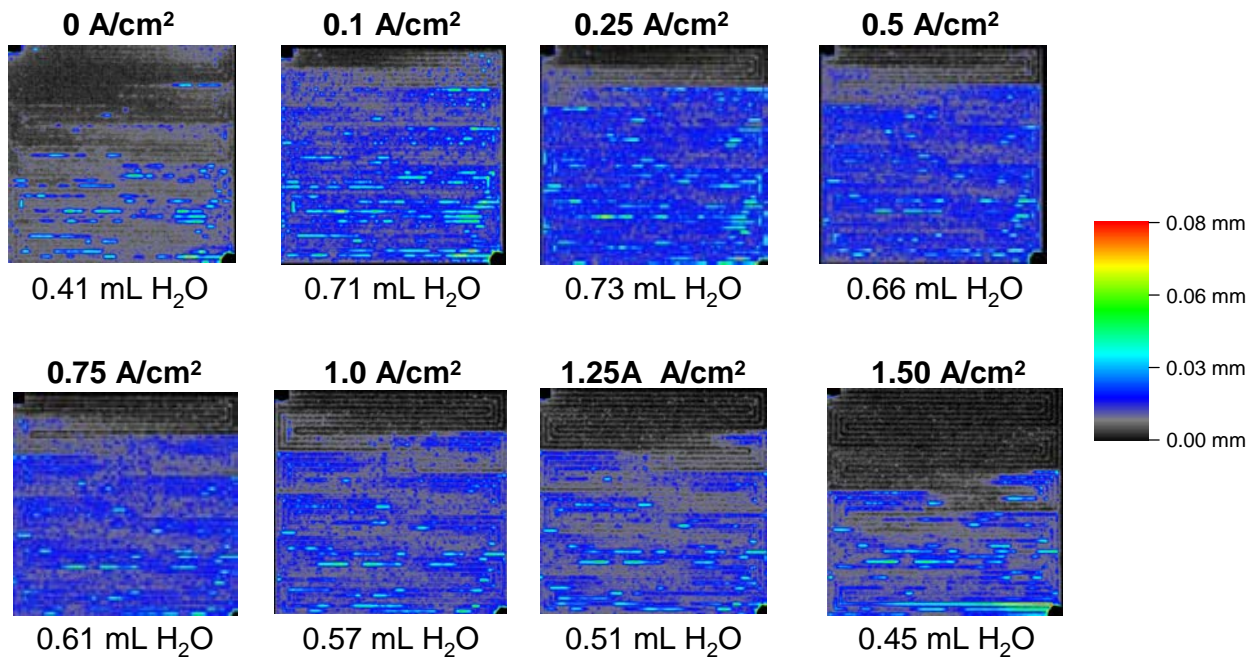 0 A/cm² 0.1 A/cm² 0.25 A/cm² 0.5 A/cm²
0.41 mL H₂O 0.71 mL H₂O 0.73 mL H₂O 0.66 mL H₂O
0.08 mm
0.06 mm
0.03 mm
0.00 mm
0.75 A/cm² 1.0 A/cm² 1.25A A/cm² 1.50 A/cm²
0.61 mL H₂O 0.57 mL H₂O 0.51 mL H₂O 0.45 mL H₂O